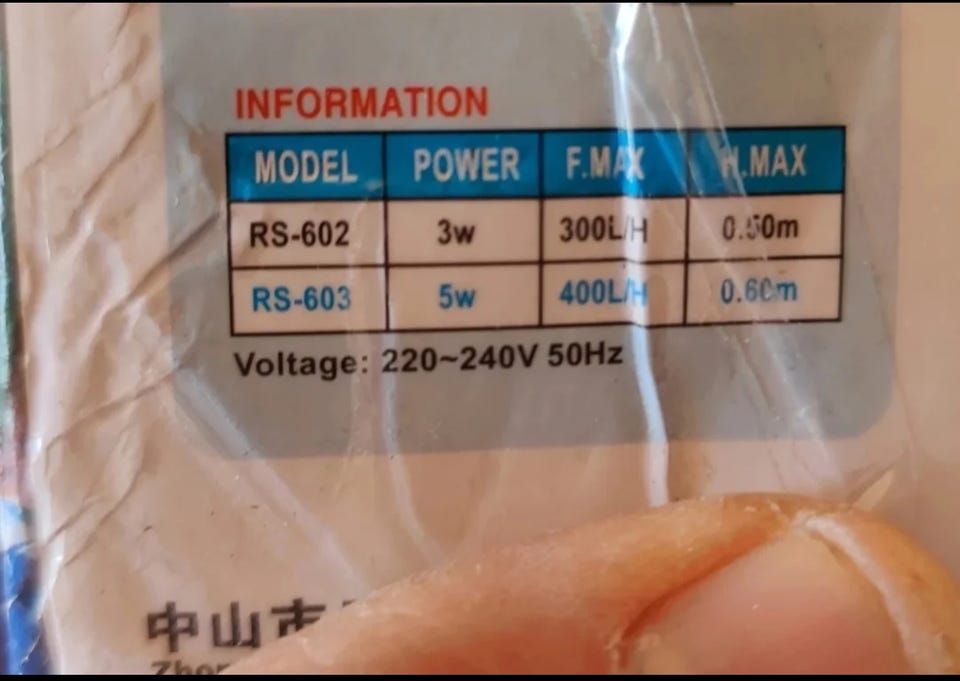 INFORMATION
MODEL POWER F.MAX H.MAX
RS-602 3w 300L/H 0.50m
RS-603 5w 400L/H 0.60m
Voltage: 220~240V 50Hz
中山市